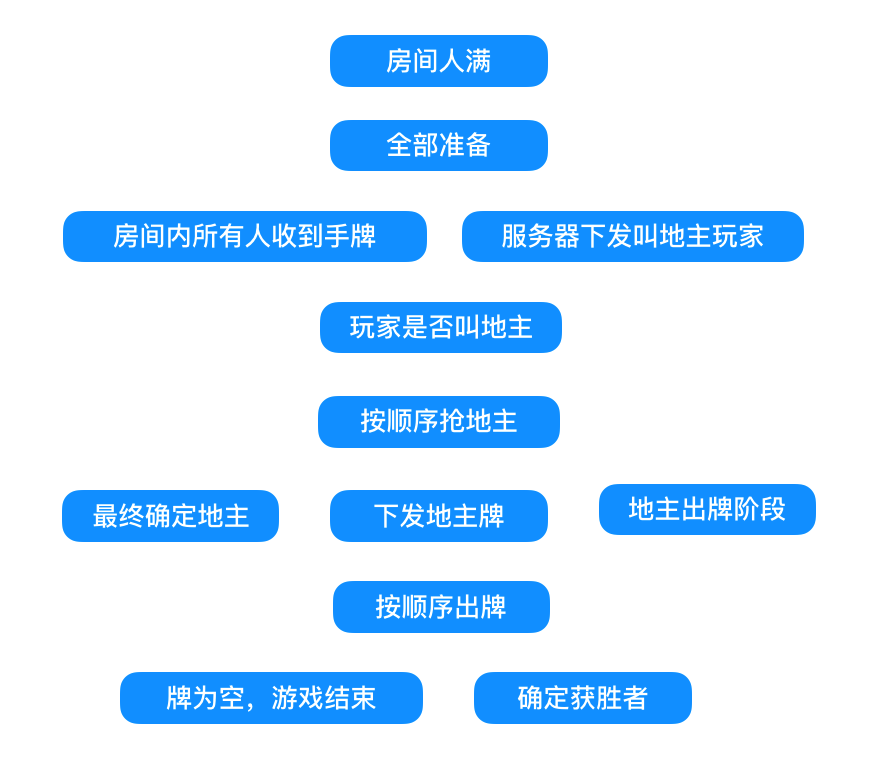 房间人满
全部准备
房间内所有人收到手牌
服务器下发叫地主玩家
玩家是否叫地主
按顺序抢地主
最终确定地主
下发地主牌
地主出牌阶段
按顺序出牌
牌为空，游戏结束
确定获胜者